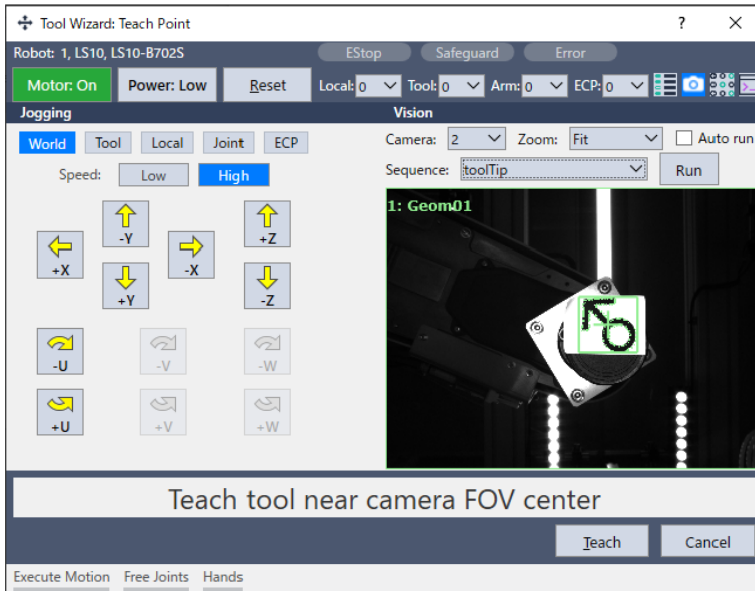 Tool Wizard: Teach Point
Robot: 1, LS10, LS10-B702S EStop Safeguard Error
Motor: On Power: Low Reset Local: 0 Tool: 0 Arm: 0 ECP: 0
Jogging Vision
World Tool Local Joint ECP
Speed: Low High
-Y
+Z
+X
-X
+Y
-Z
-U -V -W
+U +V +W
Camera: 2 Zoom: Fit Auto run
Sequence: toolTip Run
1: Geom01
Teach tool near camera FOV center
Teach Cancel
Execute Motion Free Joints Hands